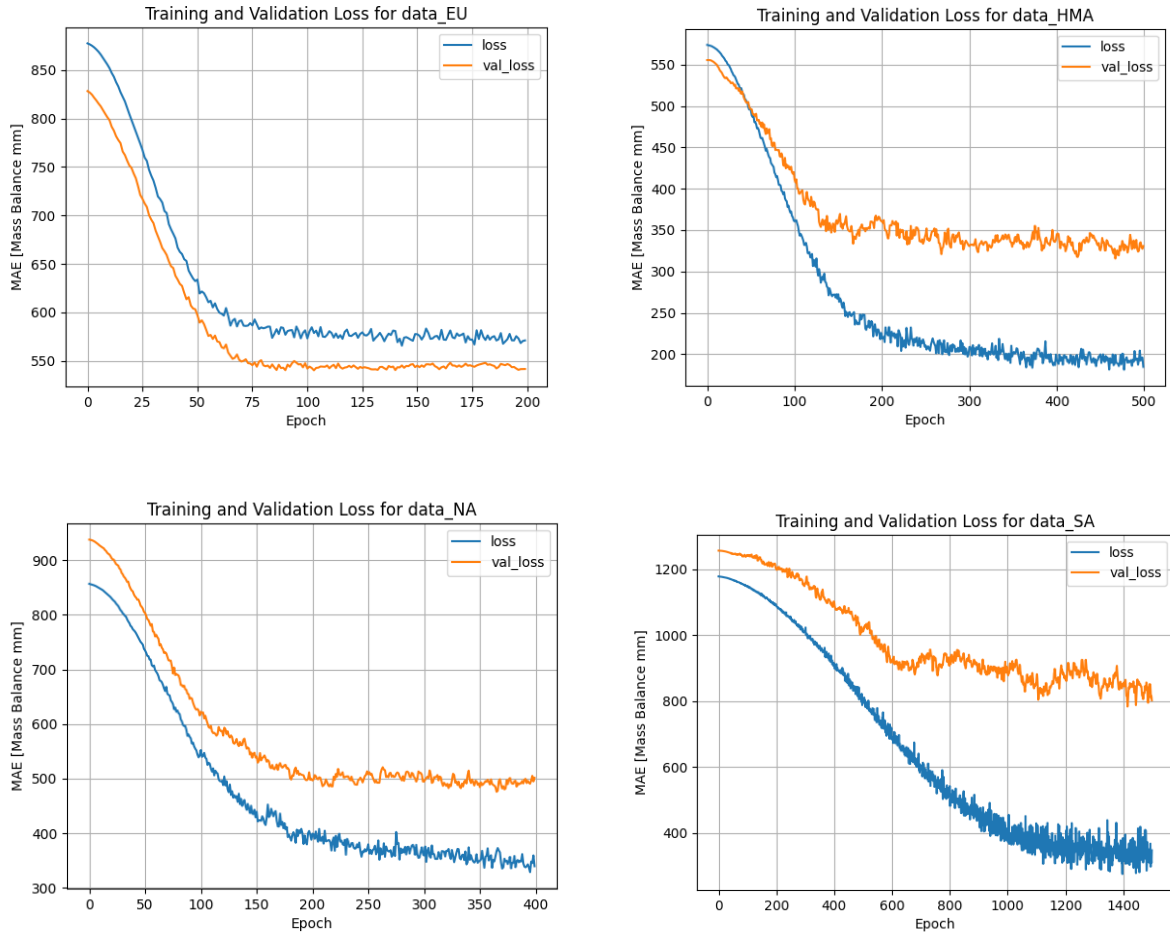 Training and Validation Loss for data_EU
loss
val_loss
MAE [Mass Balance mm]
850
800
750
700
650
600
550
0 25 50 75 100 125 150 175 200
Epoch
Training and Validation Loss for data_HMA
loss
val_loss
MAE [Mass Balance mm]
550
500
450
400
350
300
250
200
0 100 200 300 400 500
Epoch
Training and Validation Loss for data_NA
loss
val_loss
MAE [Mass Balance mm]
900
800
700
600
500
400
300
0 50 100 150 200 250 300 350 400
Epoch
Training and Validation Loss for data_SA
loss
val_loss
MAE [Mass Balance mm]
1200
1000
800
600
400
0 200 400 600 800 1000 1200 1400
Epoch